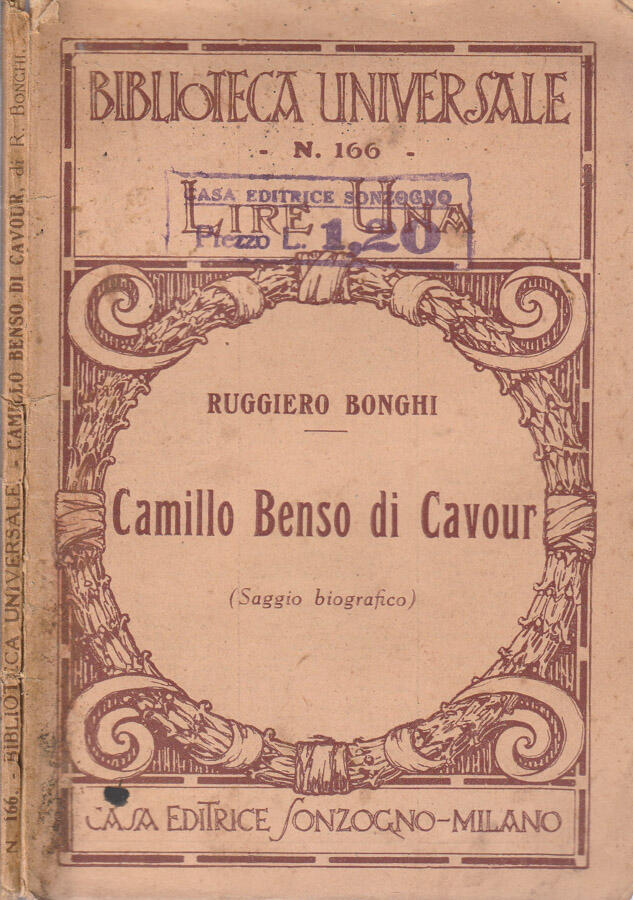 BIBLIOTECA UNIVERSALE
- N. 166 -
LIRE UNA
CASA EDITRICE SONZOGNO
Prezzo L. 1,20
RUGGIERO BONGHI
Camillo Benso di Cavour
(Saggio biografico)
CASA EDITRICE SONZOGNO-MILANO
N. 166. - BIBLIOTECA UNIVERSALE. - CAMILLO BENSO DI CAVOUR, di R. BONGHI.